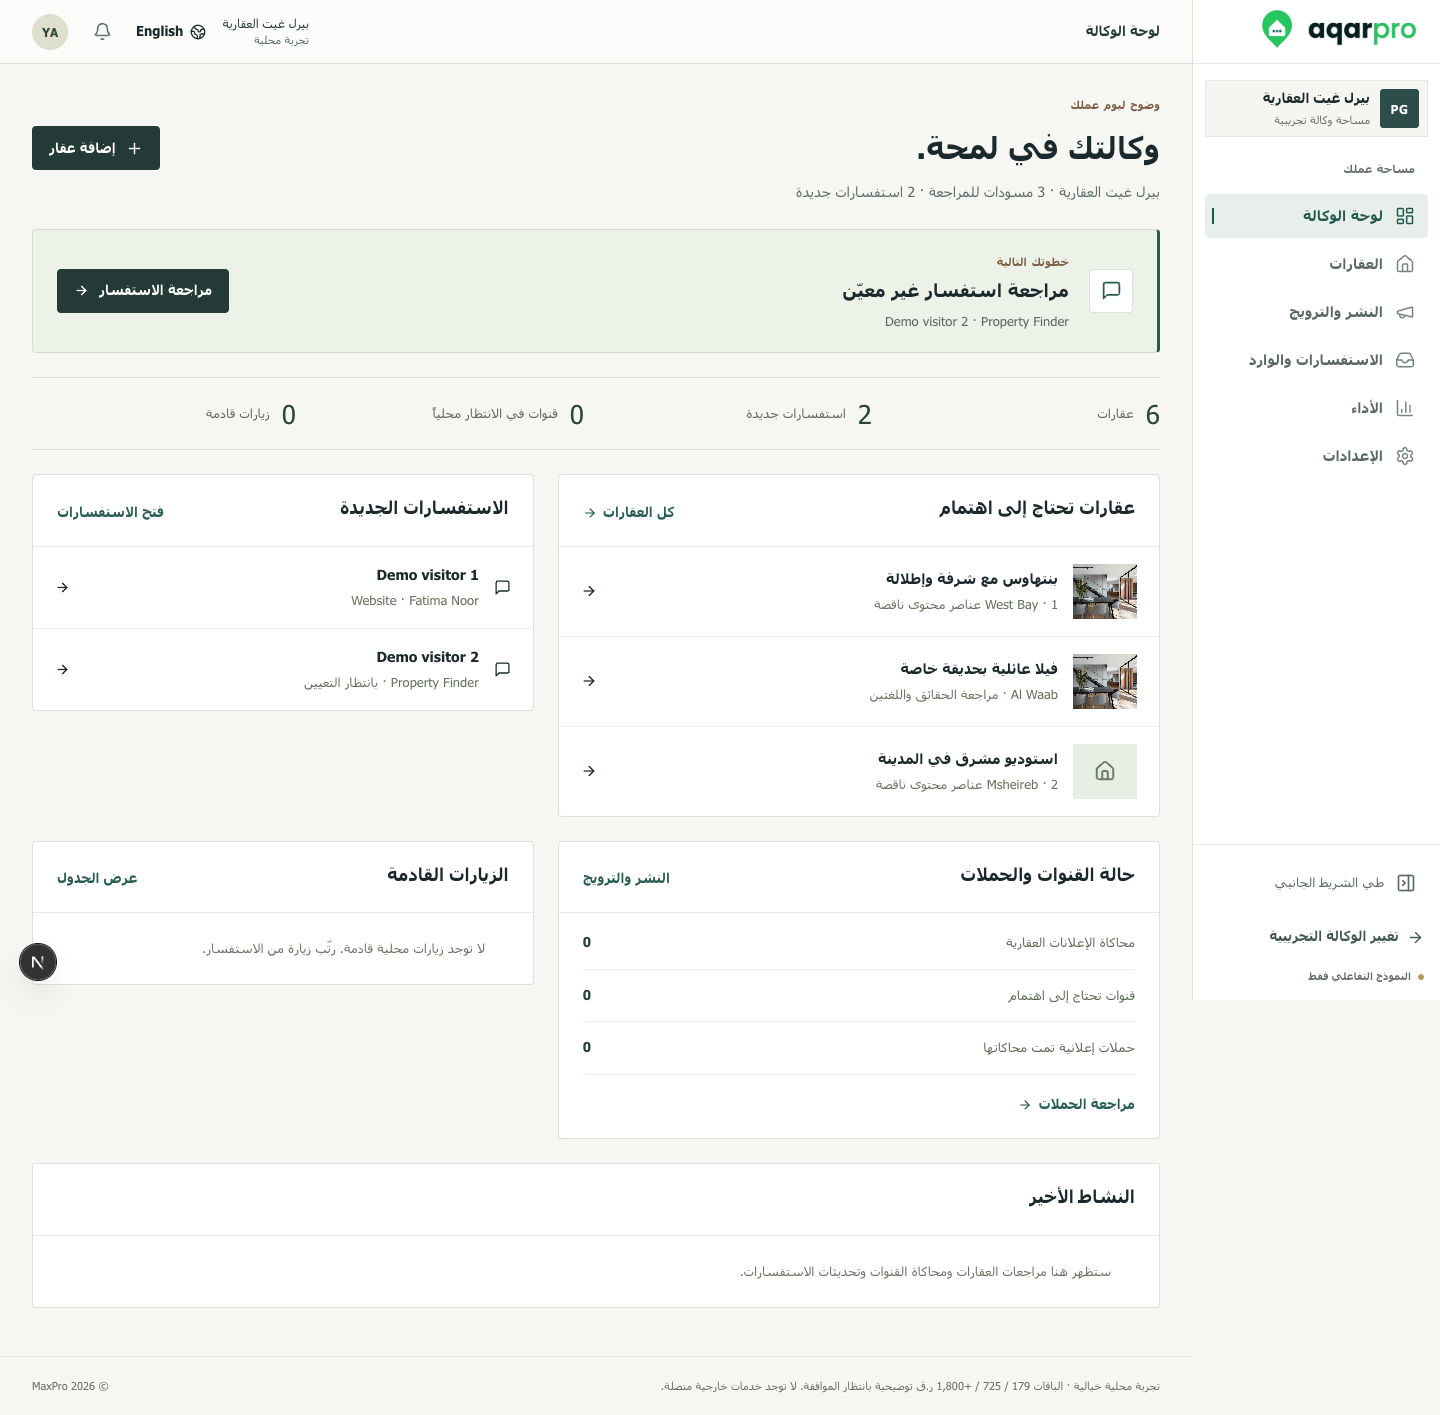 aqarpro
PG
بيرل غيت العقارية
مساحة وكالة تجريبية
مساحة عملك
لوحة الوكالة
العقارات
النشر والترويج
الاستفسارات والوارد
الأداء
الإعدادات
طي الشريط الجانبي
تغيير الوكالة التجريبية
النموذج التفاعلي فقط
لوحة الوكالة
بيرل غيت العقارية
تجربة محلية
English
YA
وضوح ليوم عملك
وكالتك في لمحة.
بيرل غيت العقارية · 3 مسودات للمراجعة · 2 استفسارات جديدة
إضافة عقار
خطوتك التالية
مراجعة استفسار غير معيّن
Demo visitor 2 · Property Finder
مراجعة الاستفسار
6 عقارات
2 استفسارات جديدة
0 قنوات في الانتظار محلياً
0 زيارات قادمة
عقارات تحتاج إلى اهتمام
كل العقارات
بنتهاوس مع شرفة وإطلالة
West Bay · 1 عناصر محتوى ناقصة
فيلا عائلية بحديقة خاصة
Al Waab · مراجعة الحقائق واللغتين
استوديو مشرق في المدينة
Msheireb · 2 عناصر محتوى ناقصة
الاستفسارات الجديدة
فتح الاستفسارات
Demo visitor 1
Website · Fatima Noor
Demo visitor 2
Property Finder · بانتظار التعيين
حالة القنوات والحملات
النشر والترويج
محاكاة الإعلانات العقارية 0
قنوات تحتاج إلى اهتمام 0
حملات إعلانية تمت محاكاتها 0
مراجعة الحملات
الزيارات القادمة
عرض الجدول
لا توجد زيارات محلية قادمة. رتّب زيارة من الاستفسار.
N
النشاط الأخير
ستظهر هنا مراجعات العقارات ومحاكاة القنوات وتحديثات الاستفسارات.
تجربة محلية خيالية · الباقات 179 / 725 / +1,800 ر.ق توضيحية بانتظار الموافقة. لا توجد خدمات خارجية متصلة.
© MaxPro 2026